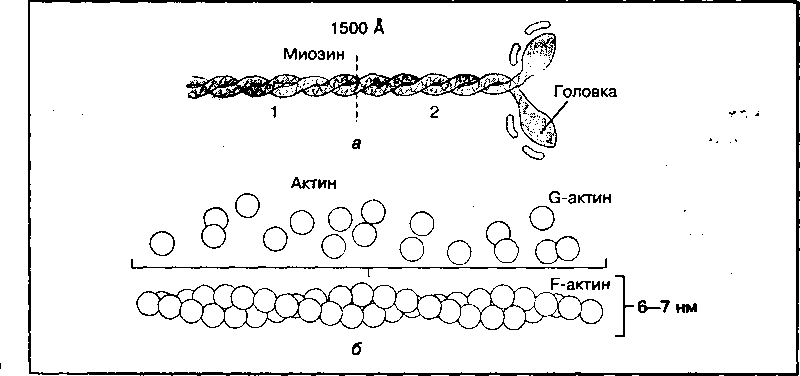 1500 Å
Миозин
Головка
1 2
а
Актин
G-актин
F-актин
6—7 нм
б